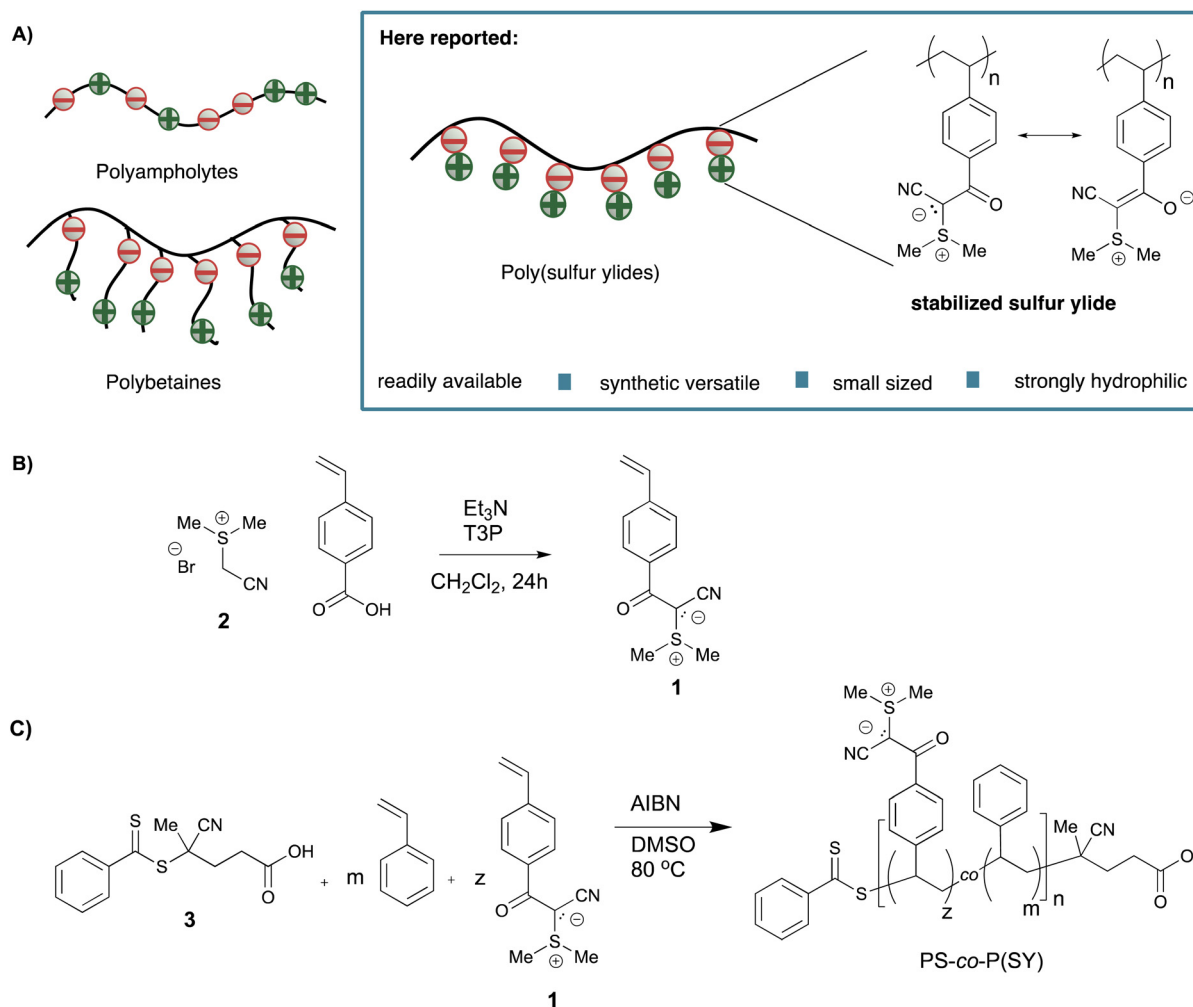 A)
Polyampholytes
Polybetaines
Here reported:
Poly(sulfur ylides)
n
NC
O
⊖
S
⊕
Me
Me
n
NC
O
⊖
S
⊕
Me
Me
stabilized sulfur ylide
readily available ■ synthetic versatile ■ small sized ■ strongly hydrophilic
B)
Me
⊕
S
Me
⊖
Br
CN
2
O
OH
Et3N
T3P
CH2Cl2, 24h
O
CN
⊖
Me
S
Me
⊕
1
C)
S
Me
CN
S
OH
O
3
+
m
+
z
O
CN
⊖
Me
S
Me
⊕
1
AIBN
DMSO
80 °C
Me
⊕
S
Me
⊖
NC
O
S
S
z
co
m
n
Me
CN
O
O
PS-co-P(SY)